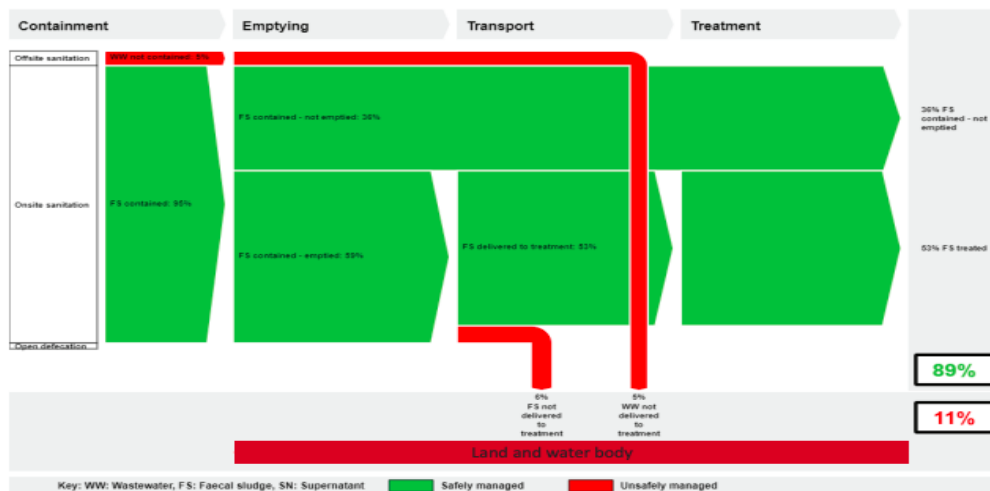 Containment
Emptying
Transport
Treatment
Offsite sanitation
WW not contained: 5%
FS contained - not emptied: 36%
36% FS
contained - not
emptied
Onsite sanitation
FS contained: 95%
FS contained - emptied: 59%
FS delivered to treatment: 53%
53% FS treated
Open defecation
89%
6%
FS not
delivered
to
treatment
5%
WW not
delivered
to
treatment
11%
Land and water body
Key: WW: Wastewater, FS: Faecal sludge, SN: Supernatant
Safely managed
Unsafely managed